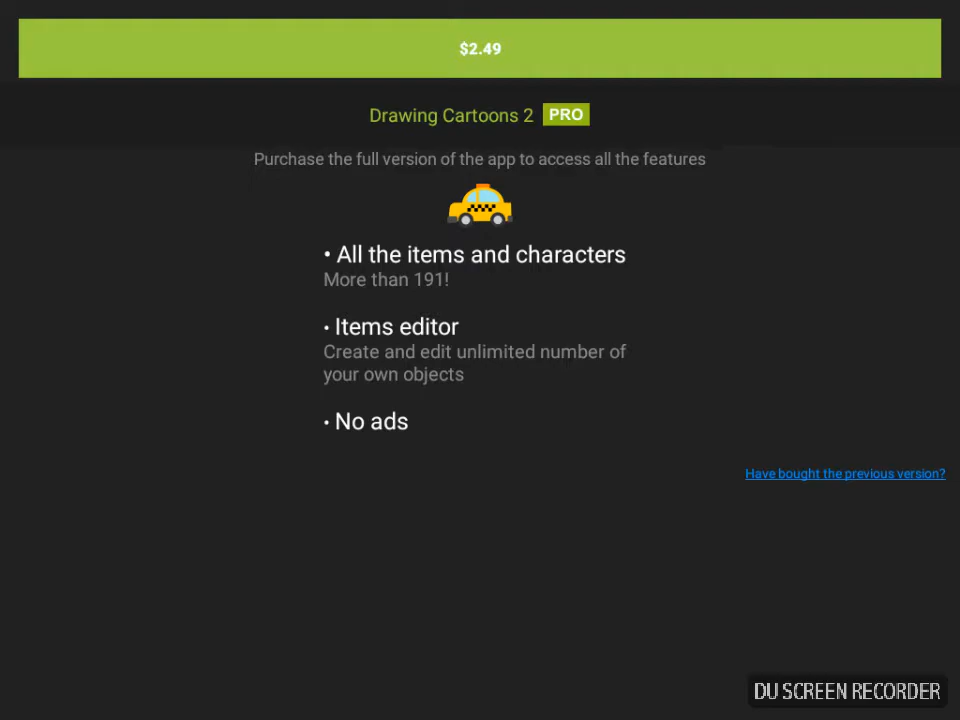 $2.49
Drawing Cartoons 2 PRO
Purchase the full version of the app to access all the features
• All the items and characters
More than 191!
• Items editor
Create and edit unlimited number of
your own objects
• No ads
Have bought the previous version?
DU SCREEN RECORDER